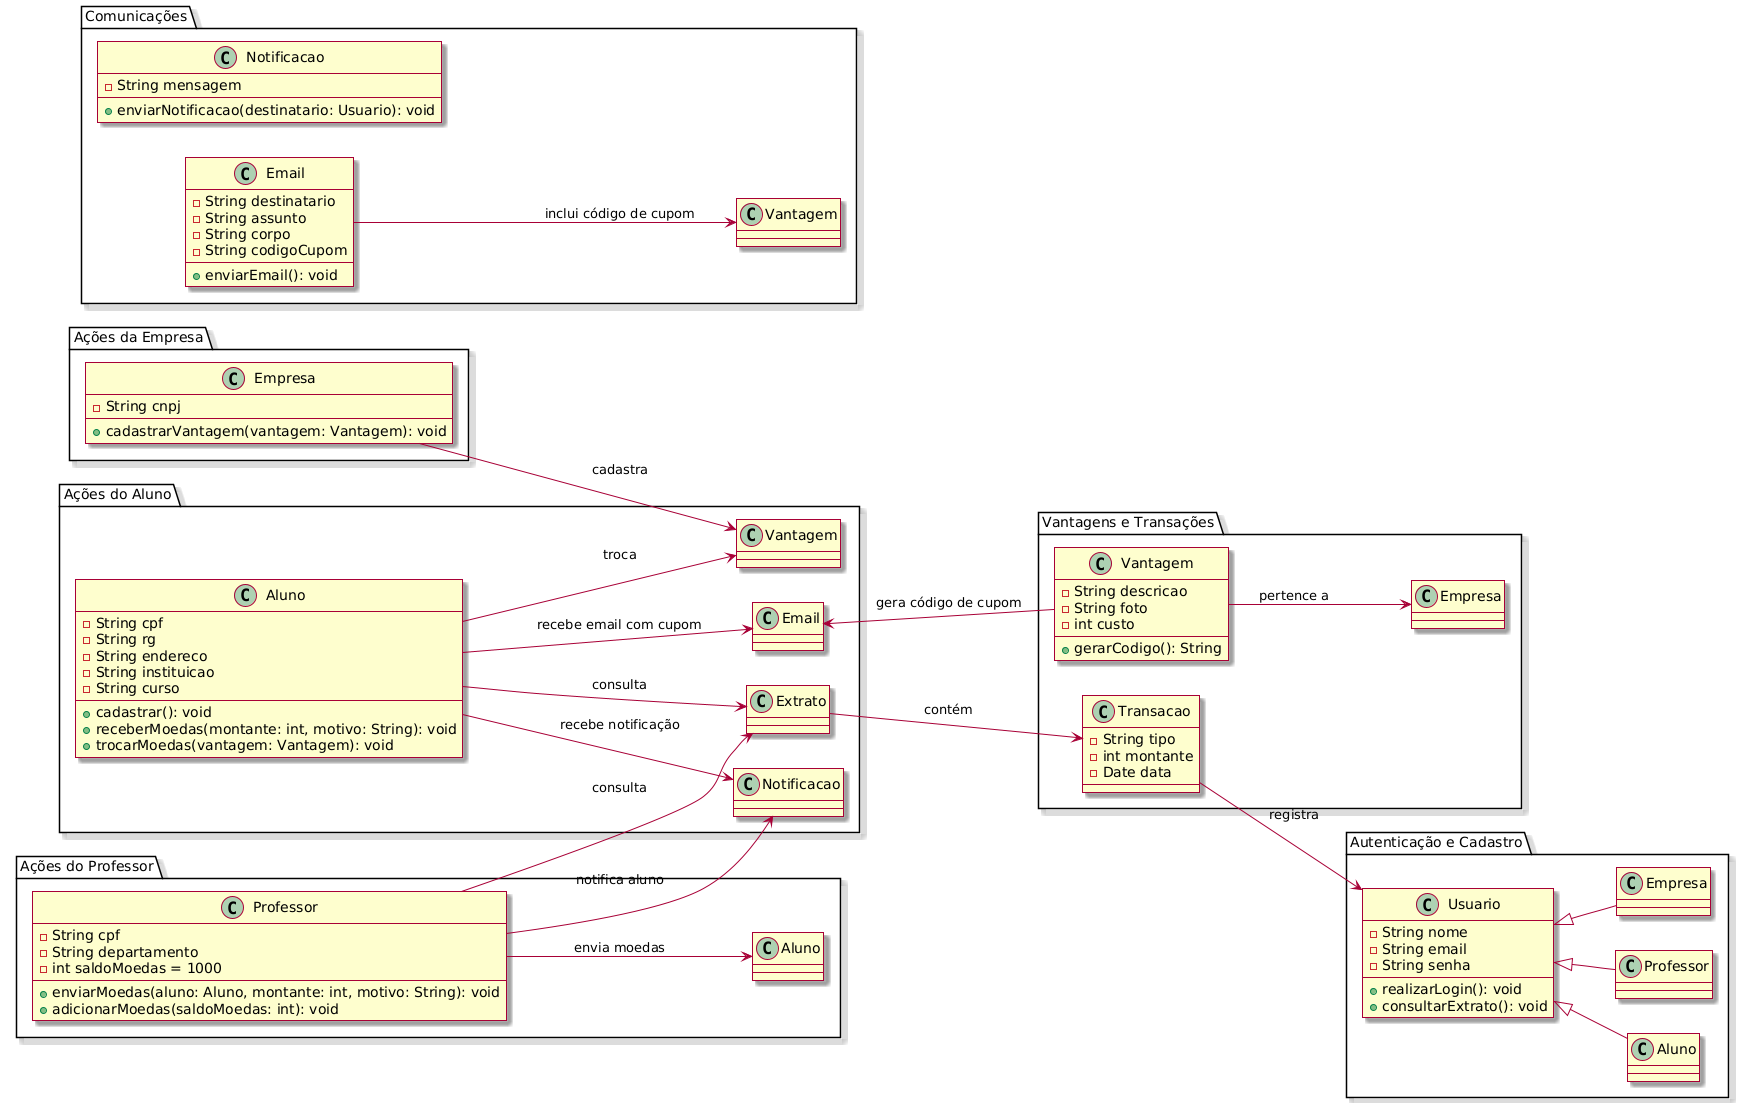 Comunicações
C Notificacao
String mensagem
enviarNotificacao(destinatario: Usuario): void
C Email
String destinatario
String assunto
String corpo
String codigoCupom
enviarEmail(): void
inclui código de cupom
C Vantagem
Ações da Empresa
C Empresa
String cnpj
cadastrarVantagem(vantagem: Vantagem): void
cadastra
Ações do Aluno
C Vantagem
troca
C Aluno
String cpf
String rg
String endereco
String instituicao
String curso
cadastrar(): void
receberMoedas(montante: int, motivo: String): void
trocarMoedas(vantagem: Vantagem): void
recebe email com cupom
C Email
consulta
C Extrato
recebe notificação
C Notificacao
consulta
gera código de cupom
contém
Vantagens e Transações
C Vantagem
String descricao
String foto
int custo
gerarCodigo(): String
pertence a
C Empresa
C Transacao
String tipo
int montante
Date data
registra
Ações do Professor
C Professor
String cpf
String departamento
int saldoMoedas = 1000
enviarMoedas(aluno: Aluno, montante: int, motivo: String): void
adicionarMoedas(saldoMoedas: int): void
notifica aluno
envia moedas
C Aluno
Autenticação e Cadastro
C Usuario
String nome
String email
String senha
realizarLogin(): void
consultarExtrato(): void
C Empresa
C Professor
C Aluno